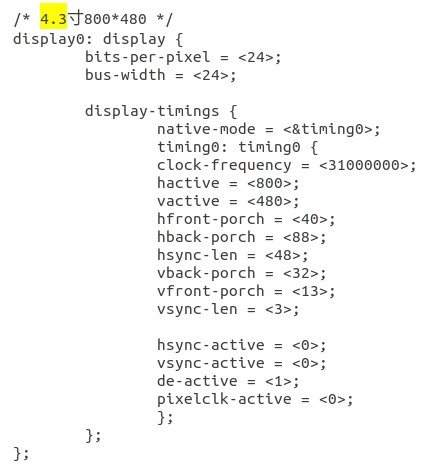 /* 4.3寸800*480 */
display0: display {
bits-per-pixel = <24>;
bus-width = <24>;
display-timings {
native-mode = <&timing0>;
timing0: timing0 {
clock-frequency = <31000000>;
hactive = <800>;
vactive = <480>;
hfront-porch = <40>;
hback-porch = <88>;
hsync-len = <48>;
vback-porch = <32>;
vfront-porch = <13>;
vsync-len = <3>;
hsync-active = <0>;
vsync-active = <0>;
de-active = <1>;
pixelclk-active = <0>;
};
};
};